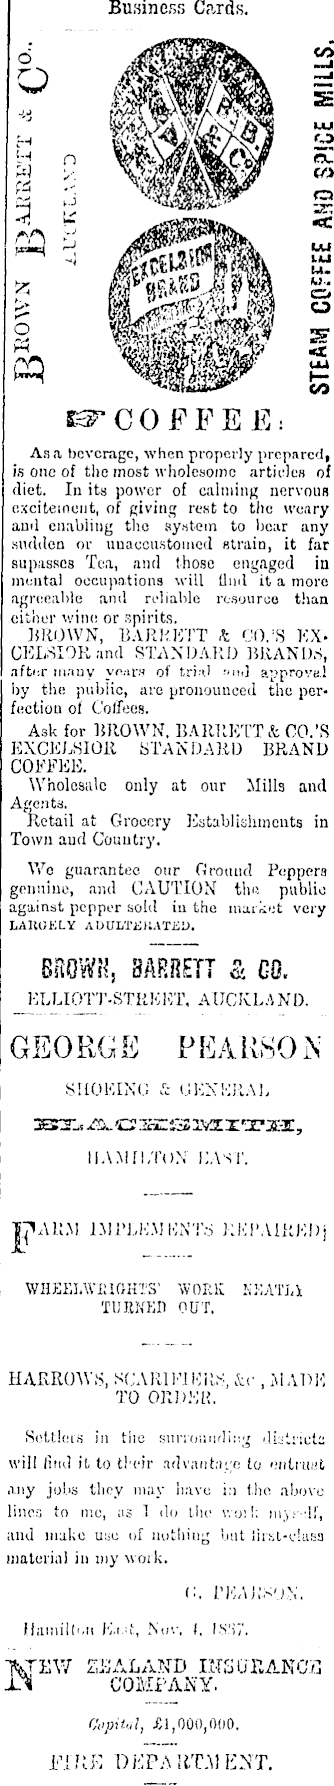 Business Cards.
BROWN BARRETT & CO.,
STANDARD BRAND
B. B. & Co.
EXCELSIOR
BRAND
STEAM COFFEE AND SPICE MILLS.
COFFEE:
As a beverage, when properly prepared,
is one of the most wholesome articles of
diet. In its power of calming nervous
excitement, of giving rest to the weary
and enabling the system to bear any
sudden or unaccustomed strain, it far
supasses Tea, and those engaged in
mental occupations will find it a more
agreeable and reliable resource than
either wine or spirits.
BROWN, BARRETT & CO.'S EX-
CELSIOR and STANDARD BRANDS,
after many years of trial and approval
by the public, are pronounced the per-
fection of Coffees.
Ask for BROWN, BARRETT & CO.'S
EXCELSIOR STANDARD BRAND
COFFEE.
Wholesale only at our Mills and
Agents.
Retail at Grocery Establishments in
Town and Country.
We guarantee our Ground Peppers
genuine, and CAUTION the public
against pepper sold in the market very
LARGELY ADULTERATED.
BROWN, BARRETT & CO.
ELLIOTT-STREET, AUCKLAND.
GEORGE PEARSON
SHOEING & GENERAL
BLACKSMITH,
HAMILTON EAST.
FARM IMPLEMENTS REPAIRED;
WHEELWRIGHTS' WORK NEATLY
TURNED OUT.
HARROWS, SCARIFIERS, &c, MADE
TO ORDER.
Settlers in the surrounding districts
will find it to their advantage to entrust
any jobs they may have in the above
lines to me, as I do the work myself,
and make use of nothing but first-class
material in my work.
G. PEARSON.
Hamilton East, Nov. 4, 1887.
NEW ZEALAND INSURANCE
COMPANY.
Capital, £1,000,000.
FIRE DEPARTMENT.